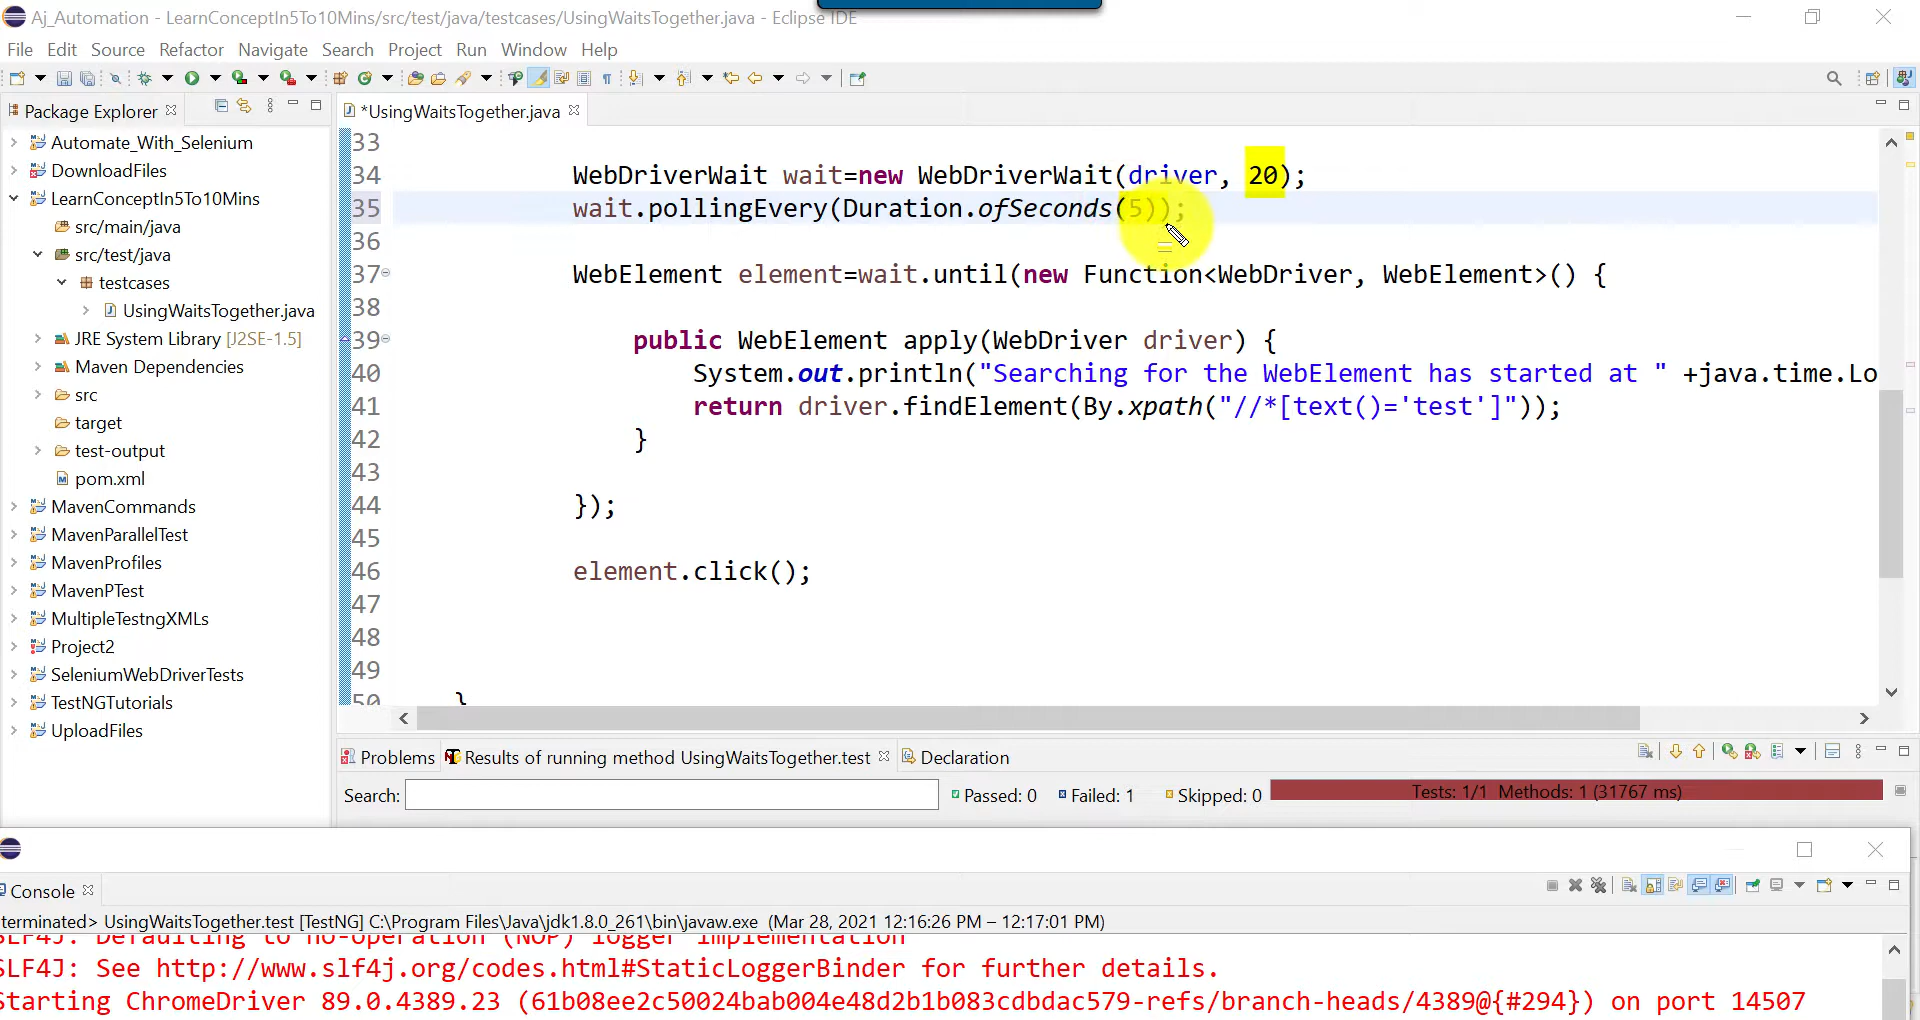 Aj_Automation - LearnConceptIn5To10Mins/src/test/java/testcases/UsingWaitsTogether.java - Eclipse IDE
File Edit Source Refactor Navigate Search Project Run Window Help
Package Explorer
*UsingWaitsTogether.java
Automate_With_Selenium
DownloadFiles
LearnConceptIn5To10Mins
src/main/java
src/test/java
testcases
UsingWaitsTogether.java
JRE System Library [J2SE-1.5]
Maven Dependencies
src
target
test-output
pom.xml
MavenCommands
MavenParallelTest
MavenProfiles
MavenPTest
MultipleTestngXMLs
Project2
SeleniumWebDriverTests
TestNGTutorials
UploadFiles
33
34 WebDriverWait wait=new WebDriverWait(driver, 20);
35 wait.pollingEvery(Duration.ofSeconds(5));
36
37 WebElement element=wait.until(new Function<WebDriver, WebElement>() {
38
39 public WebElement apply(WebDriver driver) {
40 System.out.println("Searching for the WebElement has started at " +java.time.Lo
41 return driver.findElement(By.xpath("//*[text()='test']"));
42 }
43
44 });
45
46 element.click();
47
48
49
50 }
Problems Results of running method UsingWaitsTogether.test Declaration
Search: Passed: 0 Failed: 1 Skipped: 0 Tests: 1/1 Methods: 1 (31767 ms)
Console
terminated> UsingWaitsTogether.test [TestNG] C:\Program Files\Java\jdk1.8.0_261\bin\javaw.exe (Mar 28, 2021 12:16:26 PM – 12:17:01 PM)
SLF4J: Defaulting to no-operation (NOP) logger implementation
SLF4J: See http://www.slf4j.org/codes.html#StaticLoggerBinder for further details.
Starting ChromeDriver 89.0.4389.23 (61b08ee2c50024bab004e48d2b1b083cdbdac579-refs/branch-heads/4389@{#294}) on port 14507